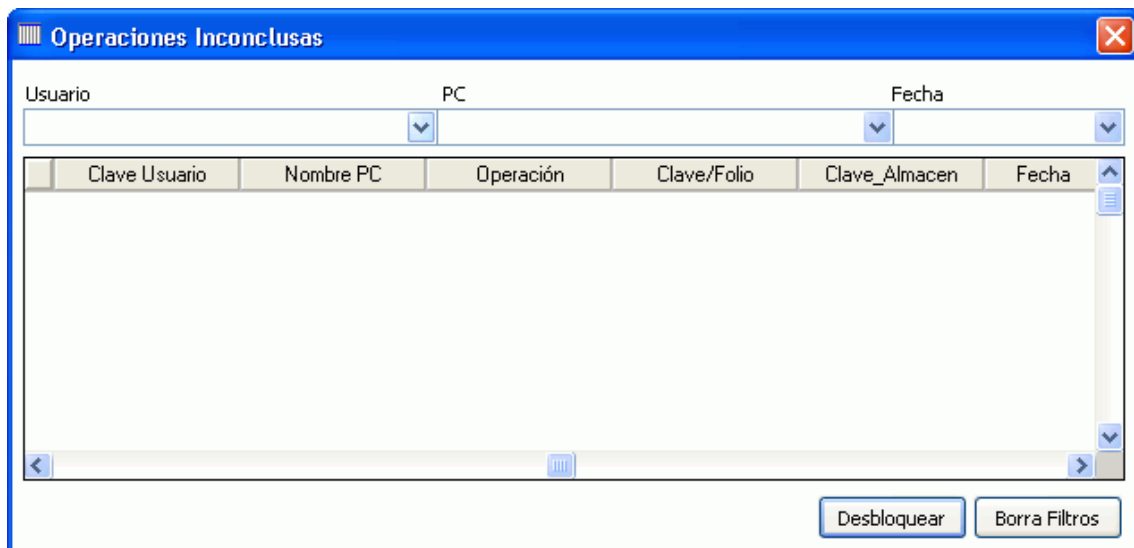 Operaciones Inconclusas
Usuario PC Fecha
Clave Usuario Nombre PC Operación Clave/Folio Clave_Almacen Fecha
Desbloquear Borra Filtros